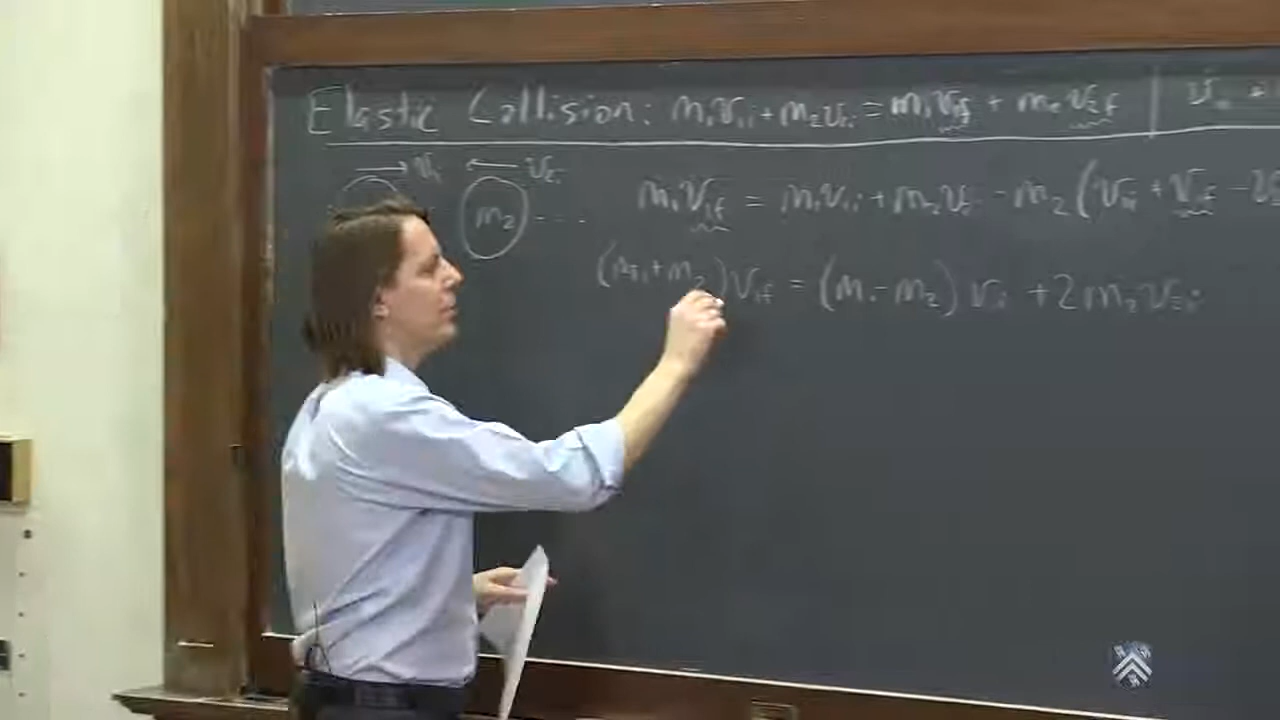 Elastic Collision: m₁v₁ᵢ + m₂v₂ᵢ = m₁v₁f + m₂v₂f
v₁ v₂ᵢ
m₂ ... m₁v₁f = m₁v₁ᵢ + m₂v₂ᵢ - m₂(v₁ᵢ + v₁f - v₂
(m₁+m₂)v₁f = (m₁-m₂)v₁ᵢ + 2m₂v₂ᵢ